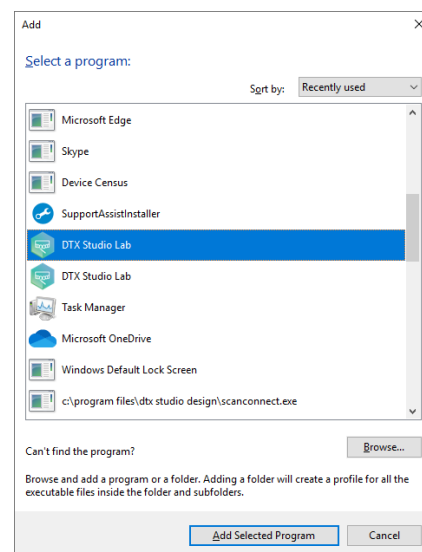 Add
Select a program:
Sort by: Recently used
Microsoft Edge
Skype
Device Census
SupportAssistInstaller
DTX Studio Lab
DTX Studio Lab
Task Manager
Microsoft OneDrive
Windows Default Lock Screen
c:\program files\dtx studio design\scanconnect.exe
Can't find the program? Browse...
Browse and add a program or a folder. Adding a folder will create a profile for all the
executable files inside the folder and subfolders.
Add Selected Program Cancel